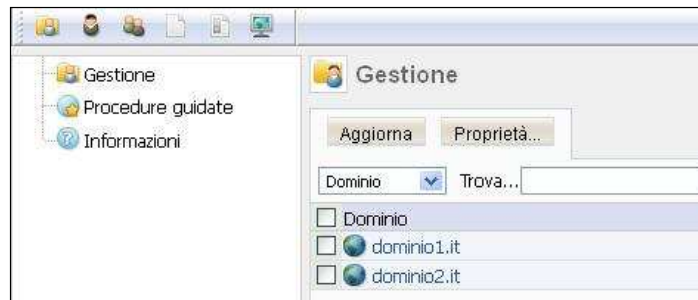 Gestione
Procedure guidate
Informazioni
Gestione
Aggiorna Proprietà...
Dominio Trova...
Dominio
dominio1.it
dominio2.it